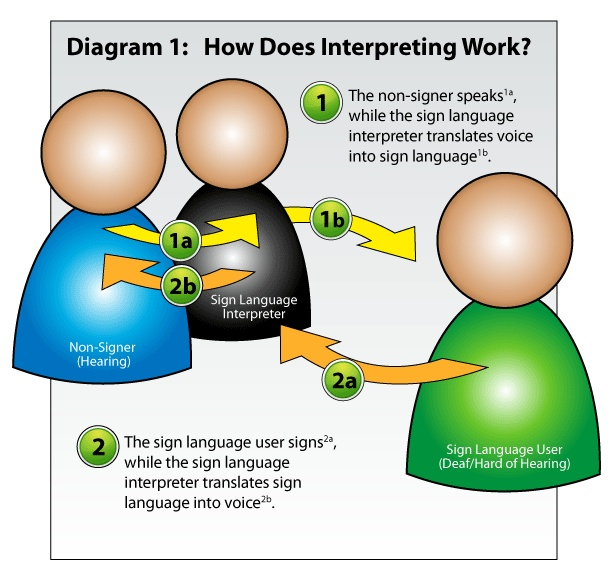 Diagram 1: How Does Interpreting Work?
1
The non-signer speaks1a,
while the sign language
interpreter translates voice
into sign language1b.
1a
1b
2b
Sign Language
Interpreter
Non-Signer
(Hearing)
2a
2
The sign language user signs2a,
while the sign language
interpreter translates sign
language into voice2b.
Sign Language User
(Deaf/Hard of Hearing)